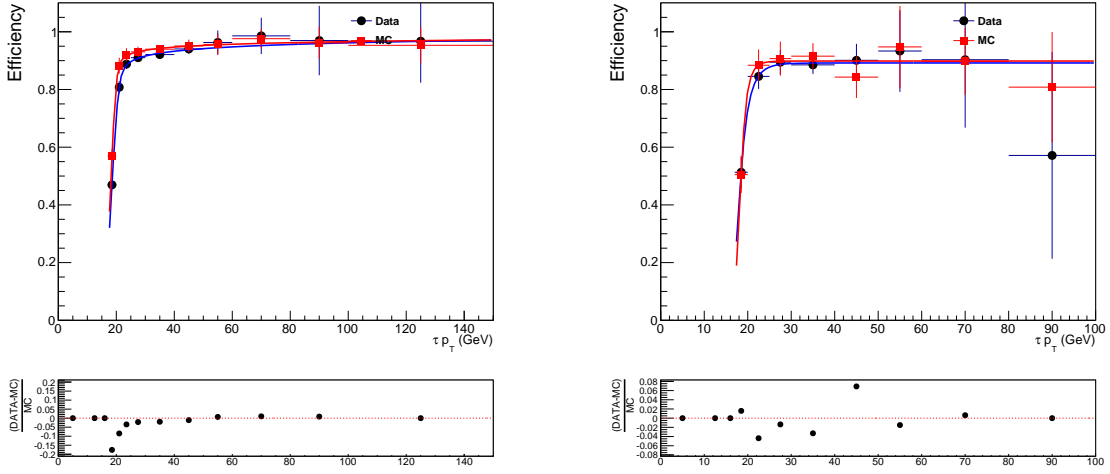 Efficiency
1
0.8
0.6
0.4
0.2
0
Data
MC
0 20 40 60 80 100 120 140
τ p_T (GeV)
(DATA-MC)
MC
0.2
0.15
0.1
0.05
0
-0.05
-0.1
-0.15
-0.2
0 20 40 60 80 100 120 140
Efficiency
1
0.8
0.6
0.4
0.2
0
Data
MC
0 10 20 30 40 50 60 70 80 90 100
τ p_T (GeV)
(DATA-MC)
MC
0.08
0.06
0.04
0.02
0
-0.02
-0.04
-0.06
-0.08
0 10 20 30 40 50 60 70 80 90 100